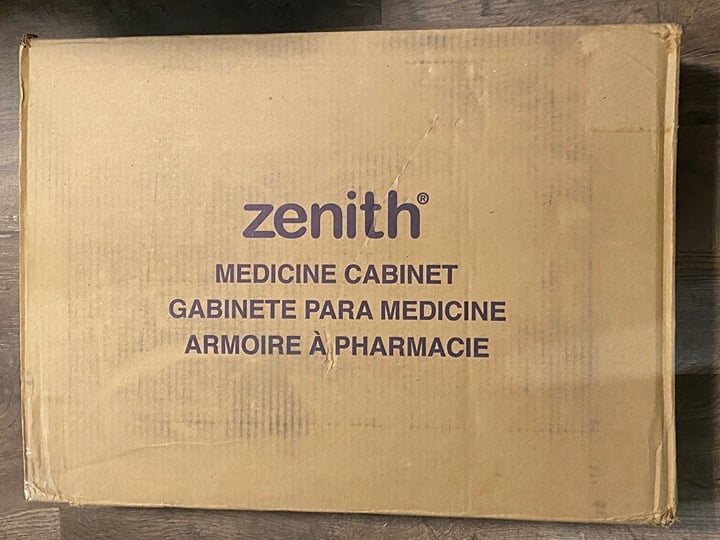 zenith®
MEDICINE CABINET
GABINETE PARA MEDICINE
ARMOIRE À PHARMACIE